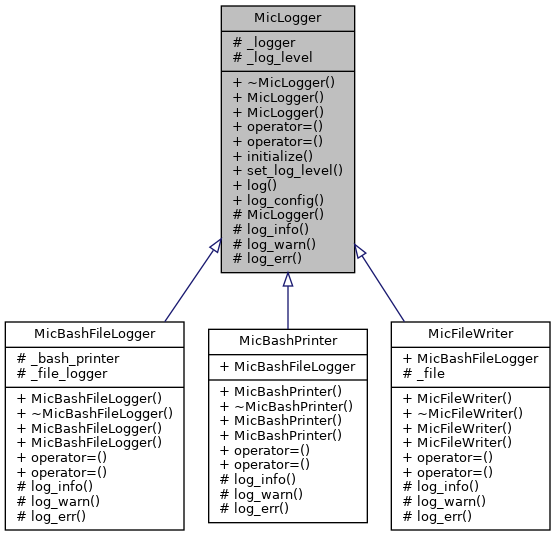 MicLogger
# _logger
# _log_level
+ ~MicLogger()
+ MicLogger()
+ MicLogger()
+ operator=()
+ operator=()
+ initialize()
+ set_log_level()
+ log()
+ log_config()
# MicLogger()
# log_info()
# log_warn()
# log_err()
MicBashFileLogger
# _bash_printer
# _file_logger
+ MicBashFileLogger()
+ ~MicBashFileLogger()
+ MicBashFileLogger()
+ MicBashFileLogger()
+ operator=()
+ operator=()
# log_info()
# log_warn()
# log_err()
MicBashPrinter
+ MicBashFileLogger
+ MicBashPrinter()
+ ~MicBashPrinter()
+ MicBashPrinter()
+ MicBashPrinter()
+ operator=()
+ operator=()
# log_info()
# log_warn()
# log_err()
MicFileWriter
+ MicBashFileLogger
# _file
+ MicFileWriter()
+ ~MicFileWriter()
+ MicFileWriter()
+ MicFileWriter()
+ operator=()
+ operator=()
# log_info()
# log_warn()
# log_err()